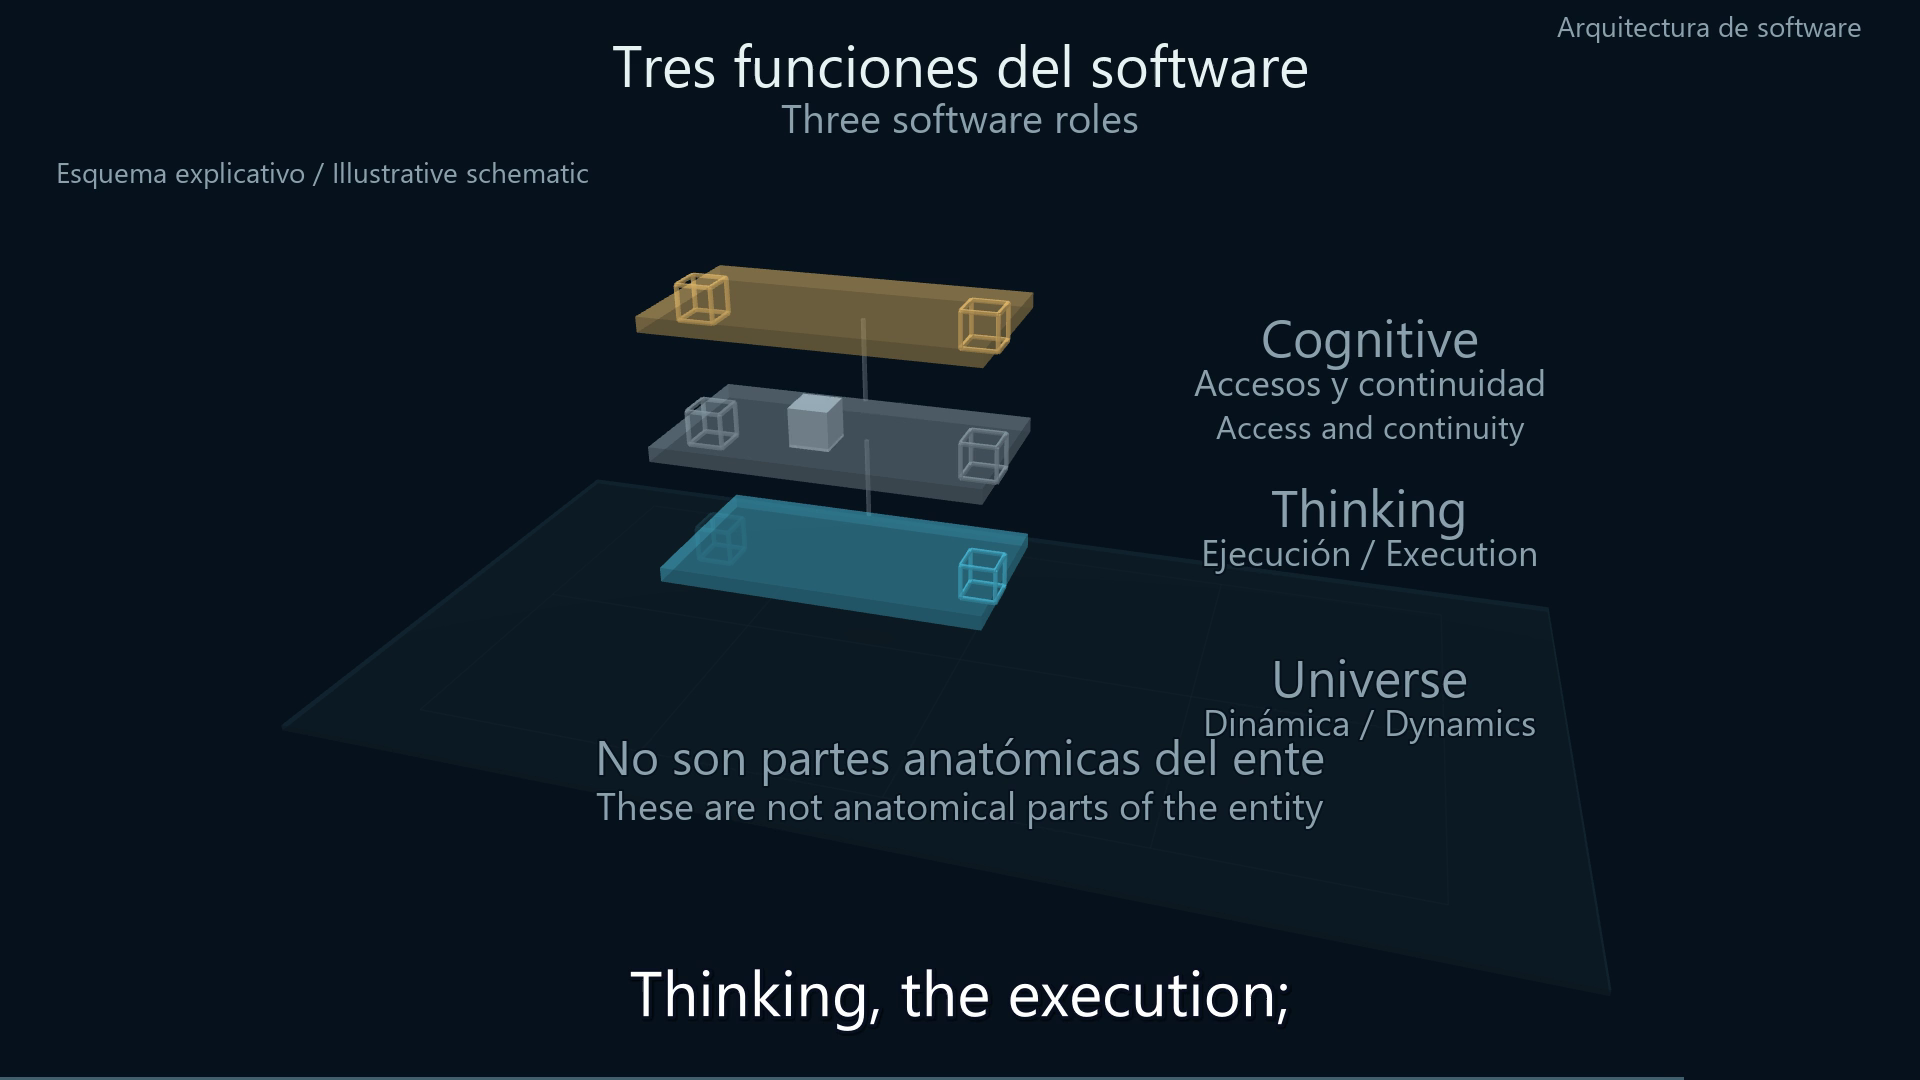 Arquitectura de software
Tres funciones del software
Three software roles
Esquema explicativo / Illustrative schematic
Cognitive
Accesos y continuidad
Access and continuity
Thinking
Ejecución / Execution
Universe
Dinámica / Dynamics
No son partes anatómicas del ente
These are not anatomical parts of the entity
Thinking, the execution;